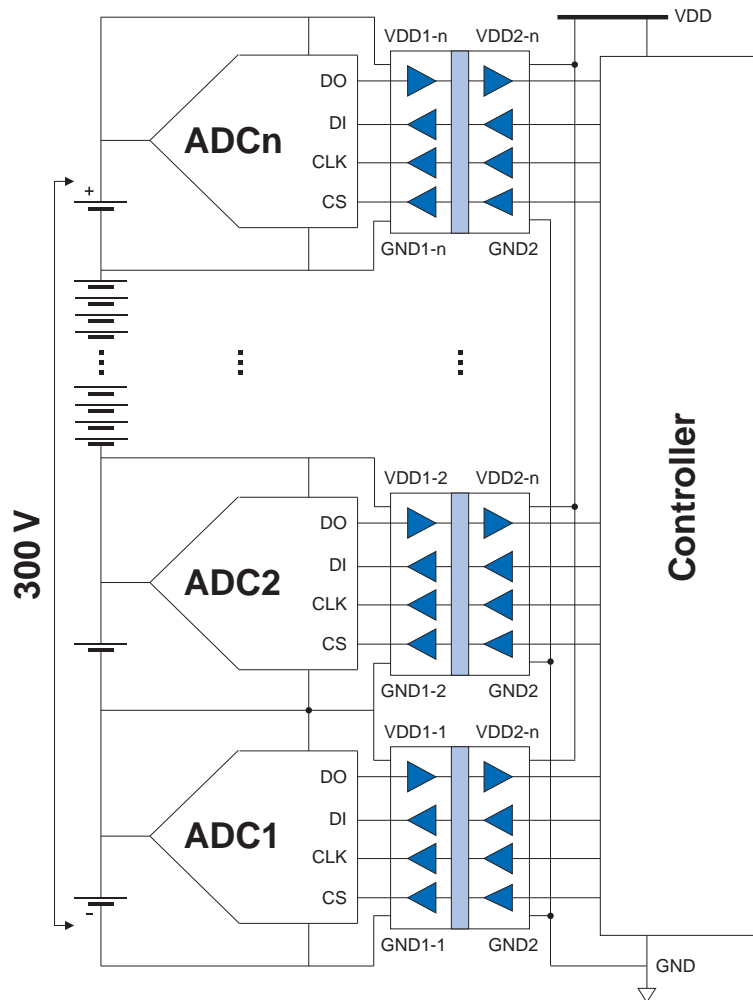 VDD
VDD1-n VDD2-n
DO
DI
CLK
CS
ADCn
GND1-n GND2
+
300 V
Controller
VDD1-2 VDD2-n
DO
DI
CLK
CS
ADC2
GND1-2 GND2
VDD1-1 VDD2-n
DO
DI
CLK
CS
ADC1
-
GND1-1 GND2
GND